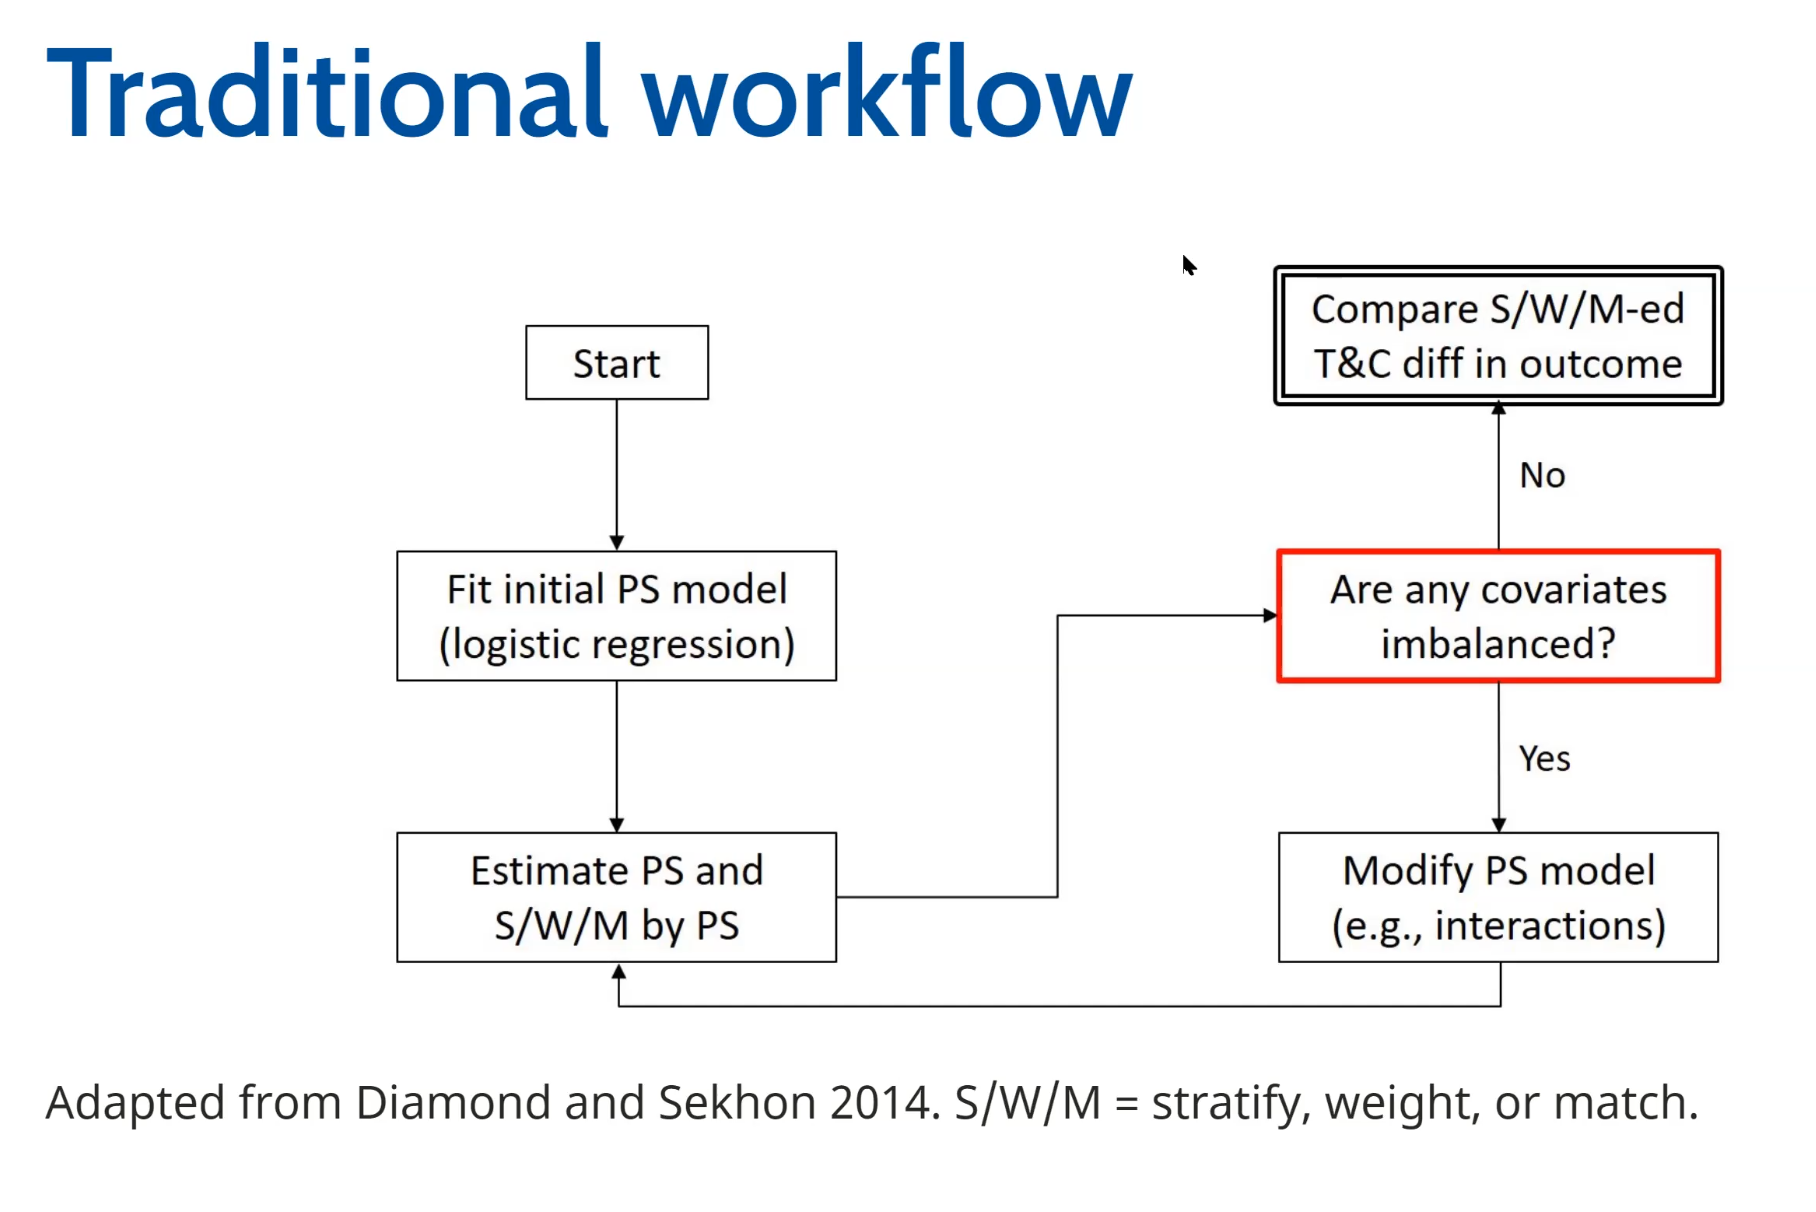 Traditional workflow
Start
Fit initial PS model
(logistic regression)
Estimate PS and
S/W/M by PS
Compare S/W/M-ed
T&C diff in outcome
No
Are any covariates
imbalanced?
Yes
Modify PS model
(e.g., interactions)
Adapted from Diamond and Sekhon 2014. S/W/M = stratify, weight, or match.